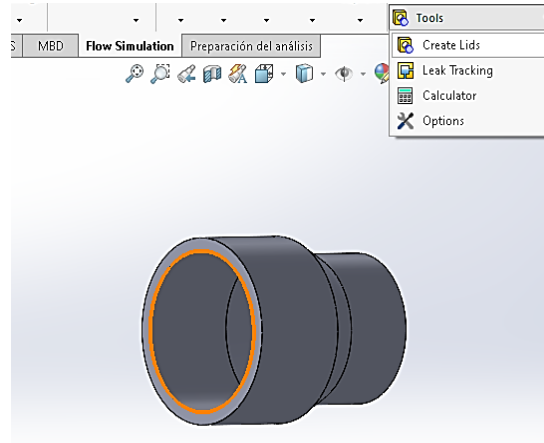 Tools
S MBD Flow Simulation Preparación del análisis
Create Lids
Leak Tracking
Calculator
Options